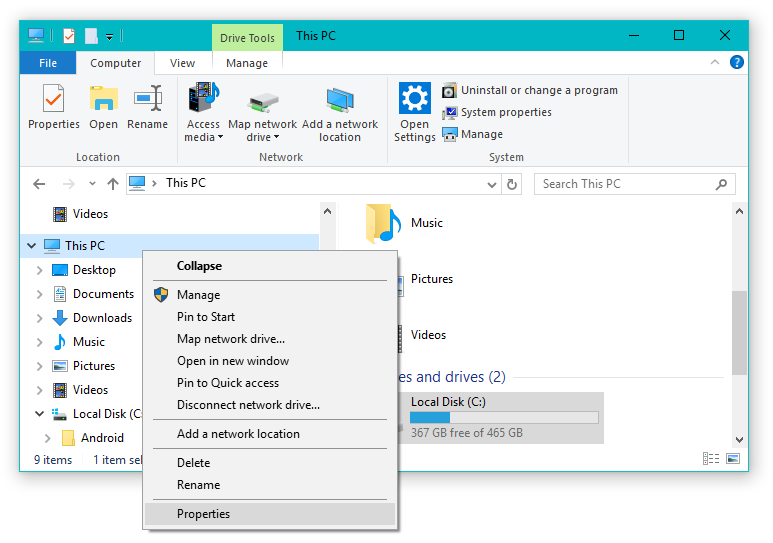 Drive Tools
This PC
File
Computer
View
Manage
Properties
Open
Rename
Access media
Map network drive
Add a network location
Open Settings
Uninstall or change a program
System properties
Manage
Location
Network
System
This PC
Search This PC
Videos
This PC
Desktop
Documents
Downloads
Music
Pictures
Videos
Local Disk (C:
Android
Collapse
Manage
Pin to Start
Map network drive...
Open in new window
Pin to Quick access
Disconnect network drive...
Add a network location
Delete
Rename
Properties
Music
Pictures
Videos
es and drives (2)
Local Disk (C:)
367 GB free of 465 GB
9 items
1 item sel